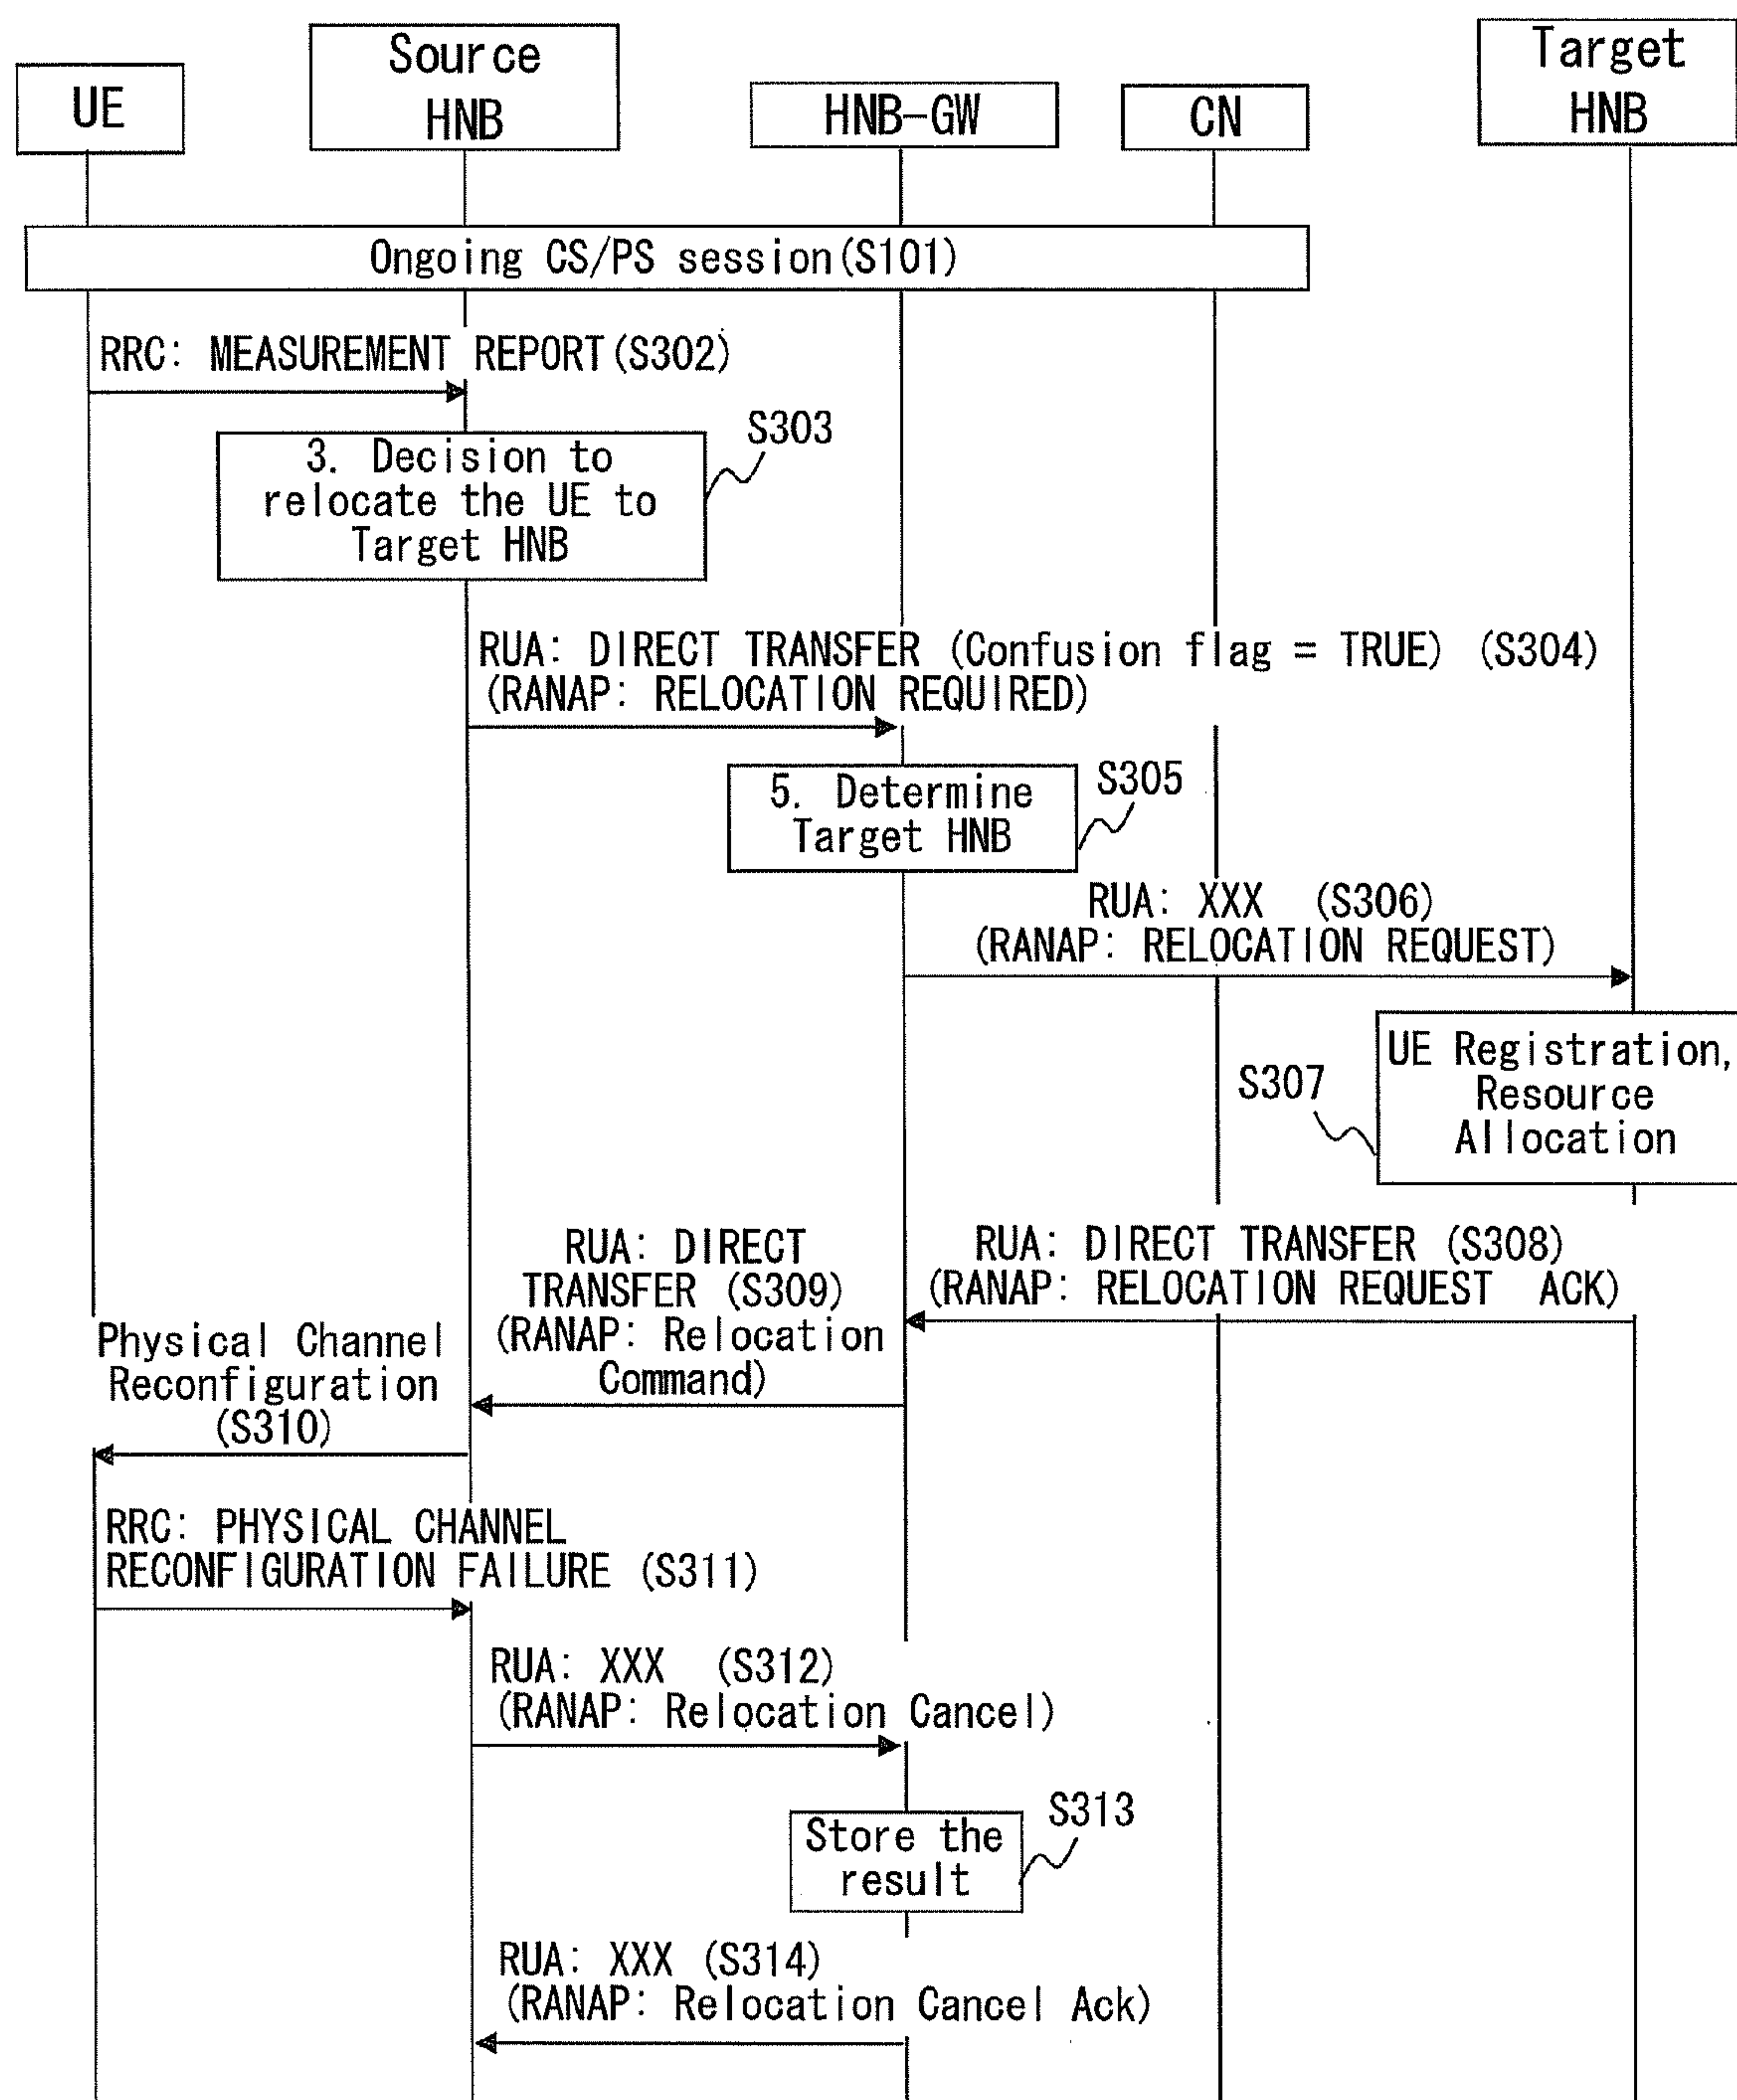 UE
Source
HNB
HNB-GW
CN
Target
HNB
Ongoing CS/PS session(S101)
RRC: MEASUREMENT REPORT(S302)
S303
3. Decision to
relocate the UE to
Target HNB
RUA: DIRECT TRANSFER (Confusion flag = TRUE) (S304)
(RANAP: RELOCATION REQUIRED)
S305
5. Determine
Target HNB
RUA: XXX (S306)
(RANAP: RELOCATION REQUEST)
S307
UE Registration,
Resource
Allocation
RUA: DIRECT TRANSFER (S308)
(RANAP: RELOCATION REQUEST ACK)
RUA: DIRECT
TRANSFER (S309)
(RANAP: Relocation
Command)
Physical Channel
Reconfiguration
(S310)
RRC: PHYSICAL CHANNEL
RECONFIGURATION FAILURE (S311)
RUA: XXX (S312)
(RANAP: Relocation Cancel)
S313
Store the
result
RUA: XXX (S314)
(RANAP: Relocation Cancel Ack)